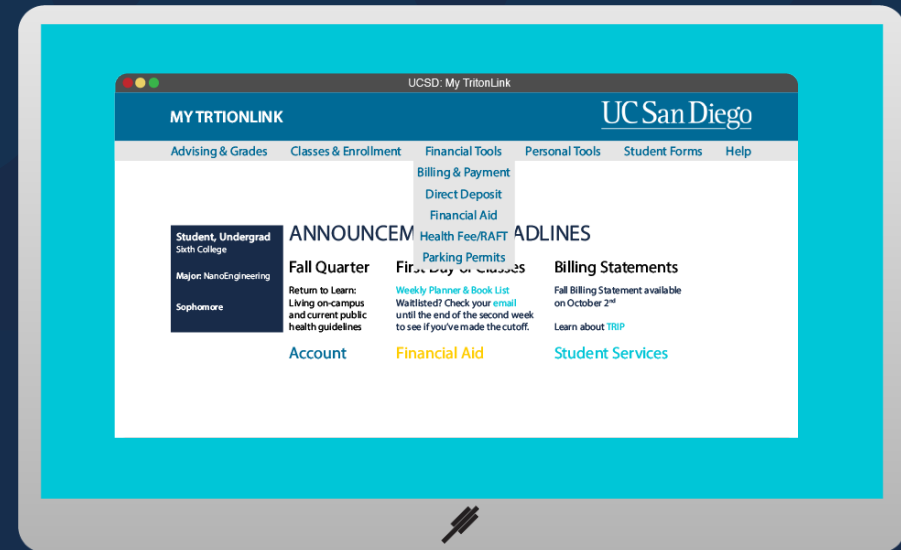 UCSD: My TritonLink
MY TRTIONLINK
UC San Diego
Advising & Grades Classes & Enrollment Financial Tools Personal Tools Student Forms Help
Billing & Payment
Direct Deposit
Financial Aid
Health Fee/RAFT
Parking Permits
Student, Undergrad
Sixth College
Major: NanoEngineering
Sophomore
ANNOUNCEM ADLINES
Fall Quarter
Return to Learn:
Living on-campus
and current public
health guidelines
Account
First Day of Classes
Weekly Planner & Book List
Waitlisted? Check your email
until the end of the second week
to see if you've made the cutoff.
Financial Aid
Billing Statements
Fall Billing Statement available
on October 2nd
Learn about TRIP
Student Services